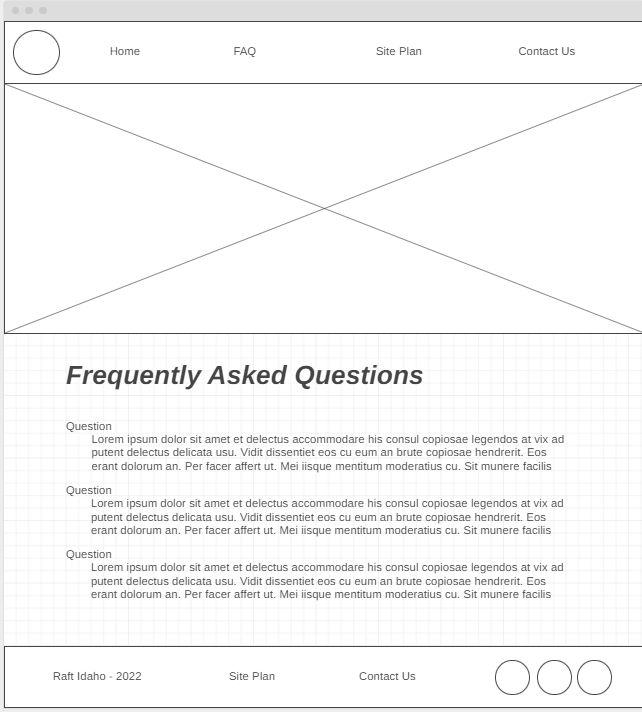 Home FAQ Site Plan Contact Us
Frequently Asked Questions
Question
Lorem ipsum dolor sit amet et delectus accommodare his consul copiosae legendos at vix ad
putent delectus delicata usu. Vidit dissentiet eos cu eum an brute copiosae hendrerit. Eos
erant dolorum an. Per facer affert ut. Mei iisque mentitum moderatius cu. Sit munere facilis
Question
Lorem ipsum dolor sit amet et delectus accommodare his consul copiosae legendos at vix ad
putent delectus delicata usu. Vidit dissentiet eos cu eum an brute copiosae hendrerit. Eos
erant dolorum an. Per facer affert ut. Mei iisque mentitum moderatius cu. Sit munere facilis
Question
Lorem ipsum dolor sit amet et delectus accommodare his consul copiosae legendos at vix ad
putent delectus delicata usu. Vidit dissentiet eos cu eum an brute copiosae hendrerit. Eos
erant dolorum an. Per facer affert ut. Mei iisque mentitum moderatius cu. Sit munere facilis
Raft Idaho - 2022 Site Plan Contact Us